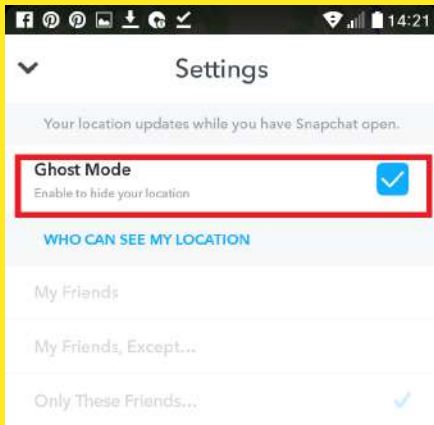 14:21
Settings
Your location updates while you have Snapchat open.
Ghost Mode
Enable to hide your location
WHO CAN SEE MY LOCATION
My Friends
My Friends, Except...
Only These Friends...